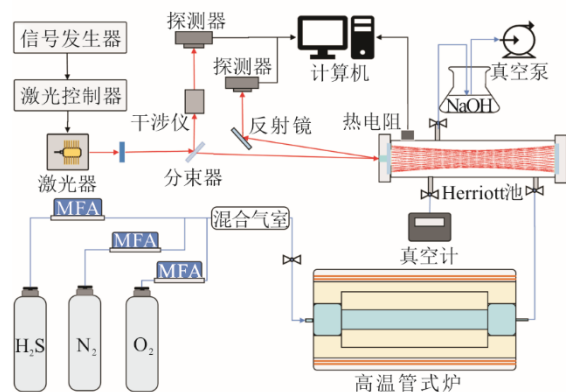 信号发生器
激光控制器
激光器
探测器
探测器
干涉仪
反射镜
分束器
计算机
热电阻
NaOH
真空泵
Herriott池
真空计
MFA
MFA
MFA
混合气室
H₂S
N₂
O₂
高温管式炉